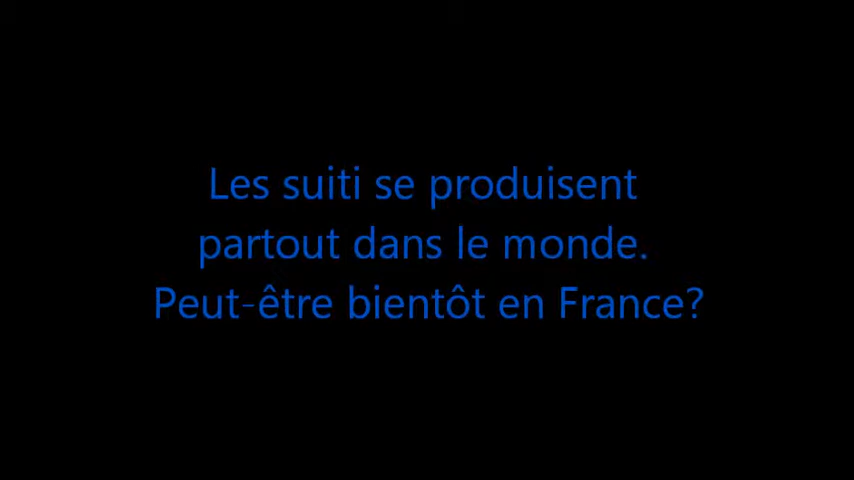 Les suiti se produisent
partout dans le monde.
Peut-être bientôt en France?